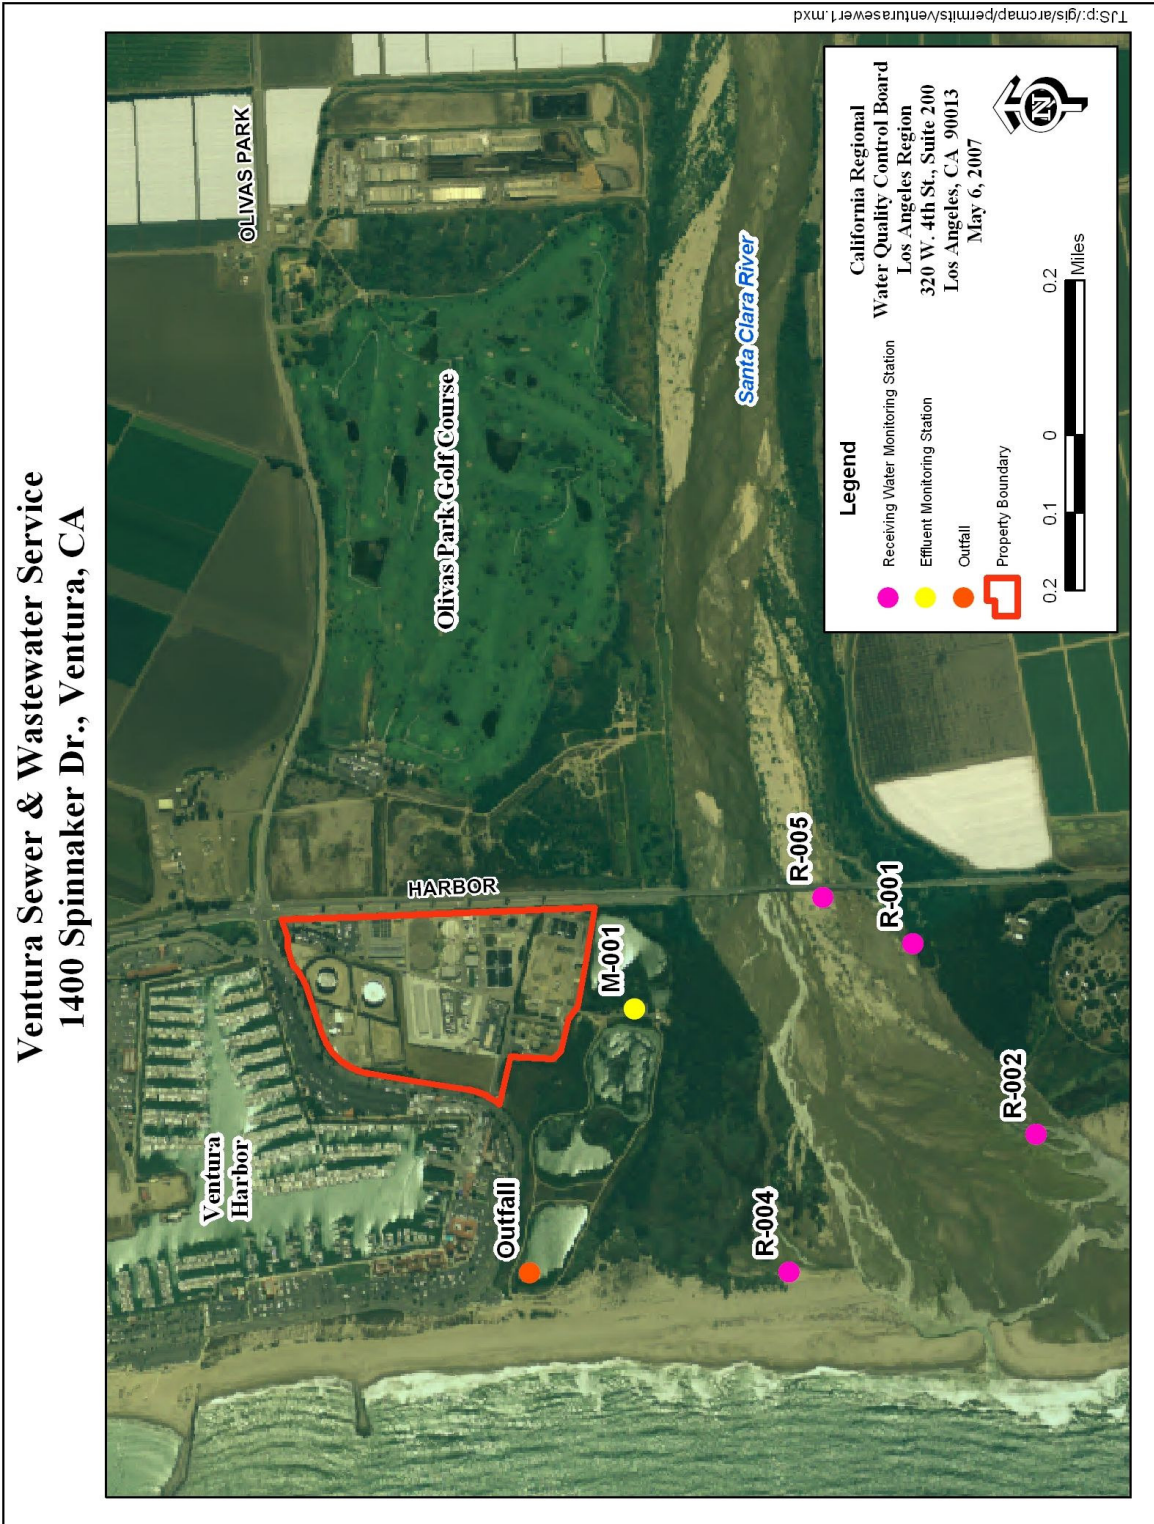 Ventura Sewer & Wastewater Service
1400 Spinnaker Dr., Ventura, CA
OLIVAS PARK
Ventura
Harbor
HARBOR
Olivas Park Golf Course
Outfall
M-001
Santa Clara River
R-004
R-005
R-001
R-002
Legend
Receiving Water Monitoring Station
Effluent Monitoring Station
Outfall
Property Boundary
California Regional
Water Quality Control Board
Los Angeles Region
320 W. 4th St., Suite 200
Los Angeles, CA 90013
May 6, 2007
N
0.2 0.1 0 0.2
Miles
TJS:p:/gis/arcmap/permits/venturasewer1.mxd